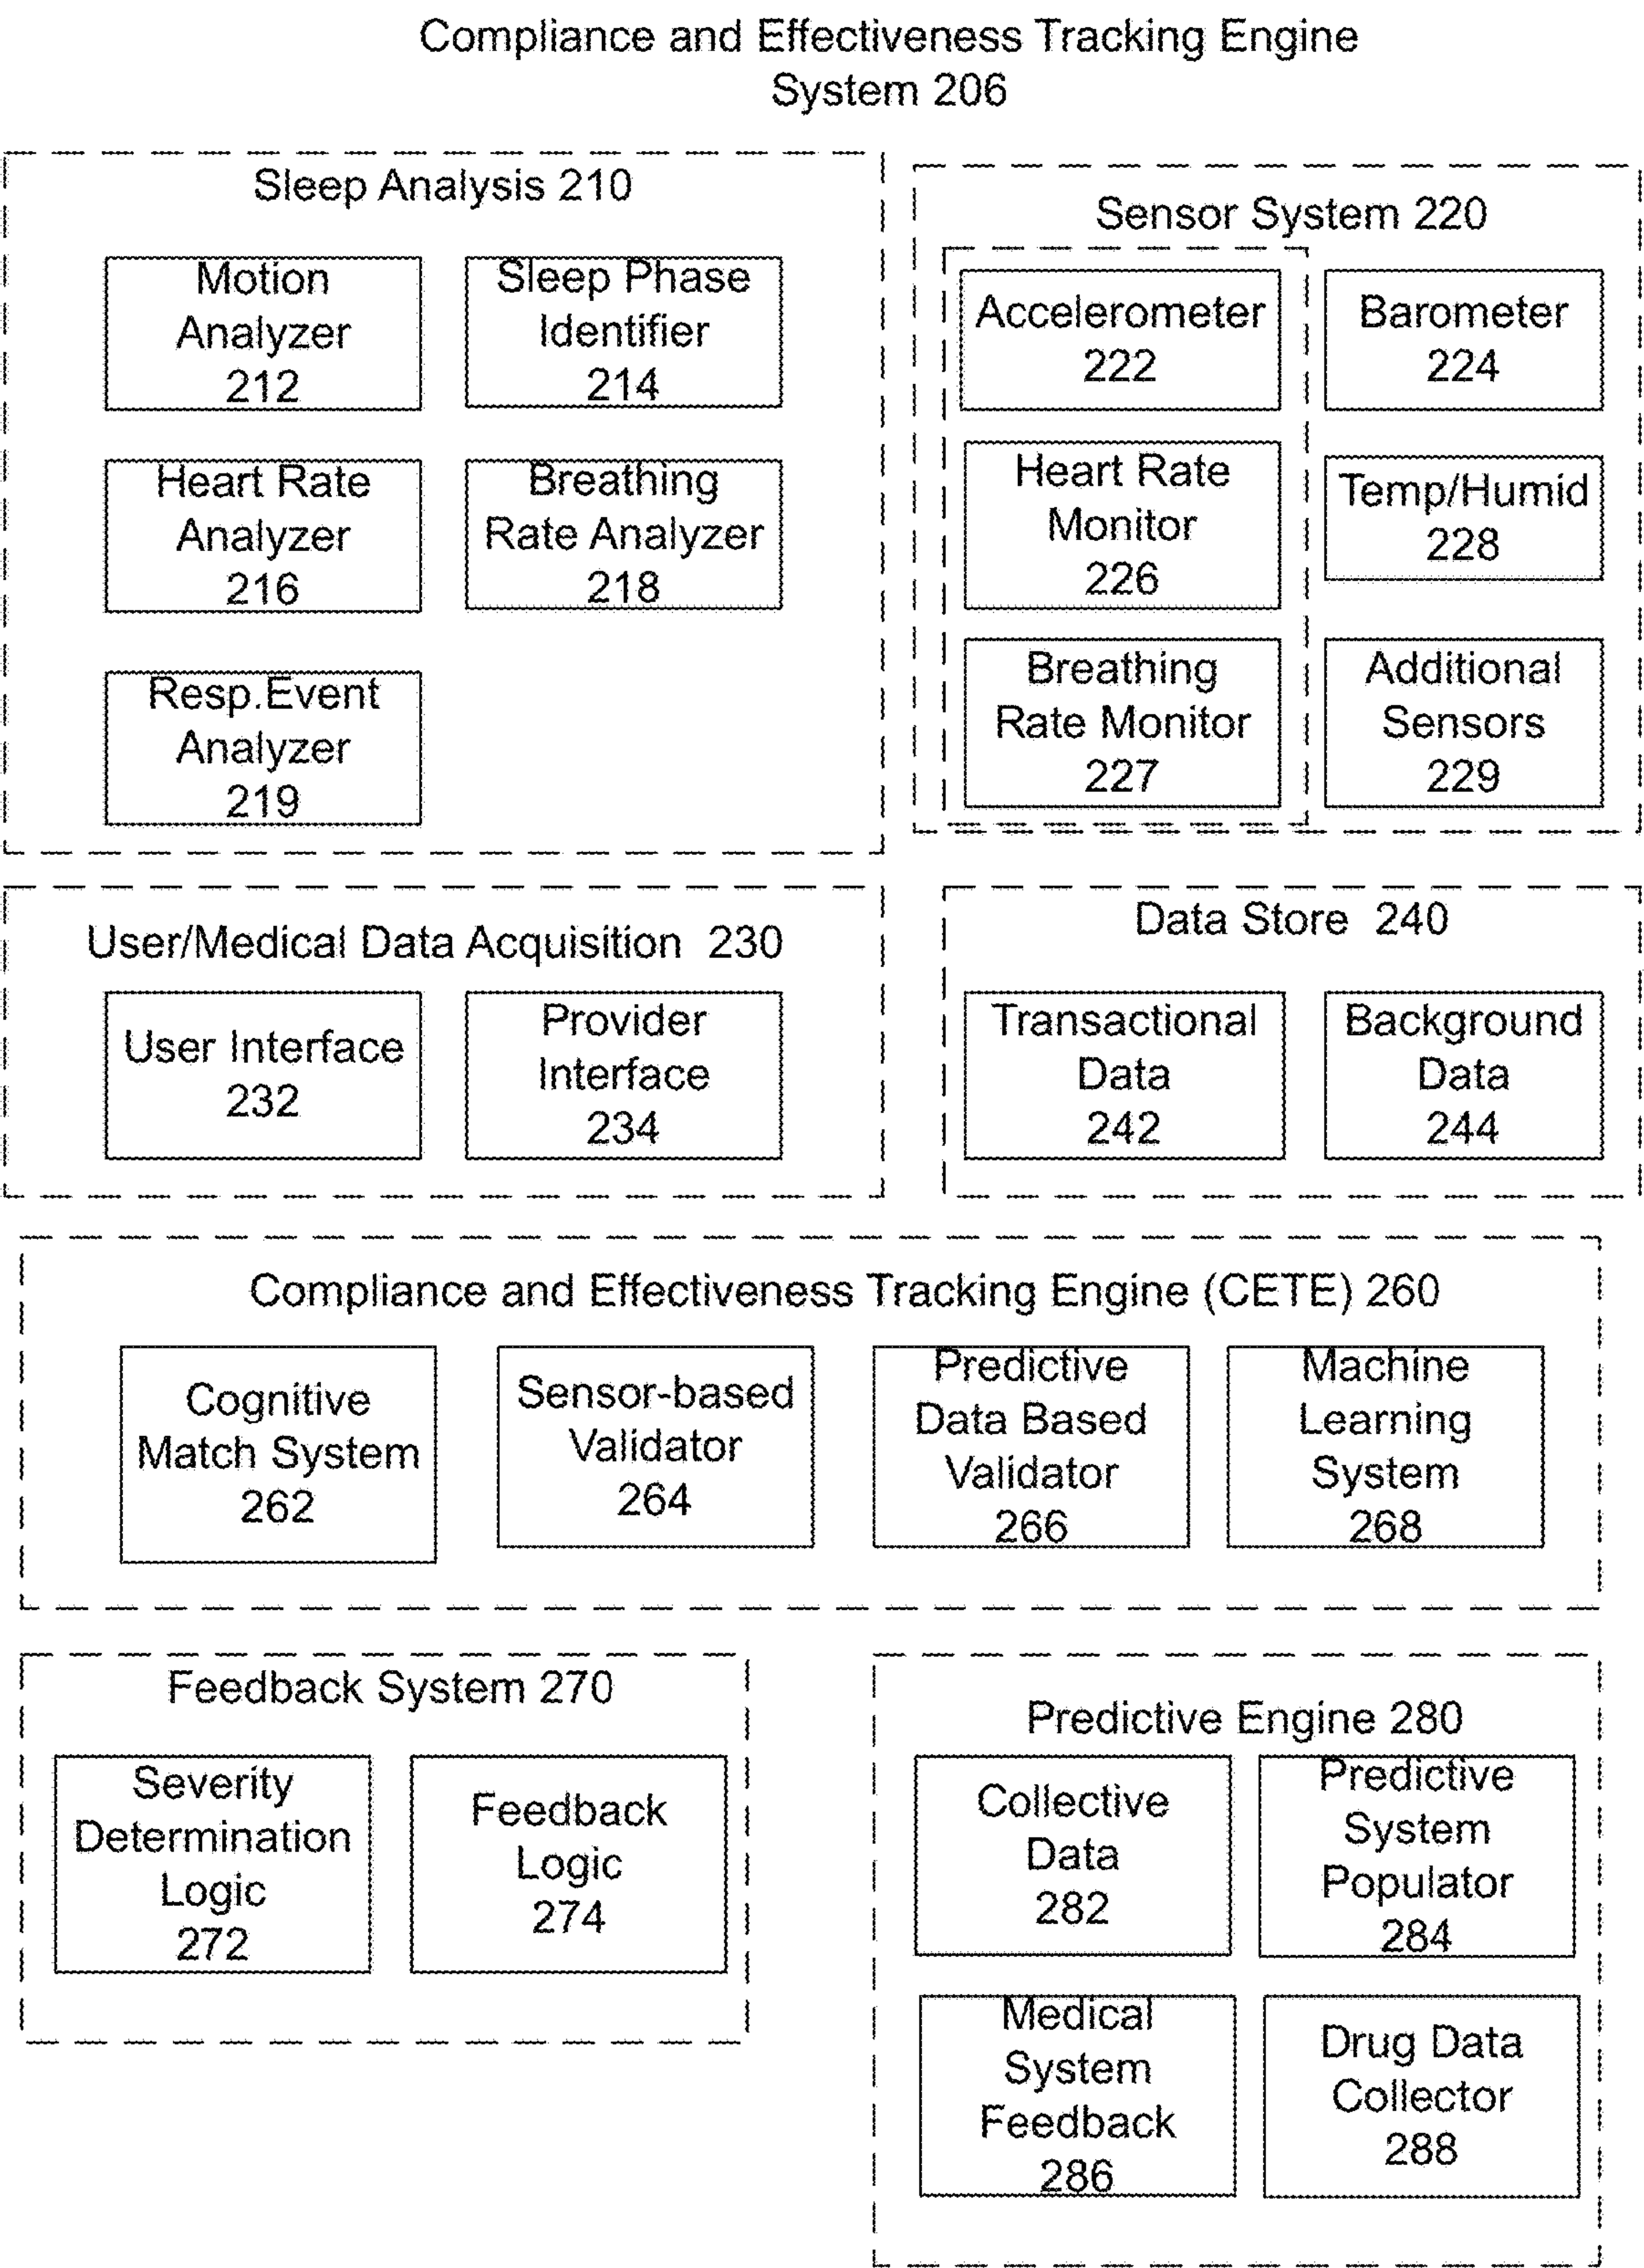 Compliance and Effectiveness Tracking Engine
System 206
Sleep Analysis 210
Motion
Analyzer
212
Sleep Phase
Identifier
214
Heart Rate
Analyzer
216
Breathing
Rate Analyzer
218
Resp.Event
Analyzer
219
Sensor System 220
Accelerometer
222
Barometer
224
Heart Rate
Monitor
226
Temp/Humid
228
Breathing
Rate Monitor
227
Additional
Sensors
229
User/Medical Data Acquisition 230
User Interface
232
Provider
Interface
234
Data Store 240
Transactional
Data
242
Background
Data
244
Compliance and Effectiveness Tracking Engine (CETE) 260
Cognitive
Match System
262
Sensor-based
Validator
264
Predictive
Data Based
Validator
266
Machine
Learning
System
268
Feedback System 270
Severity
Determination
Logic
272
Feedback
Logic
274
Predictive Engine 280
Collective
Data
282
Predictive
System
Populator
284
Medical
System
Feedback
286
Drug Data
Collector
288